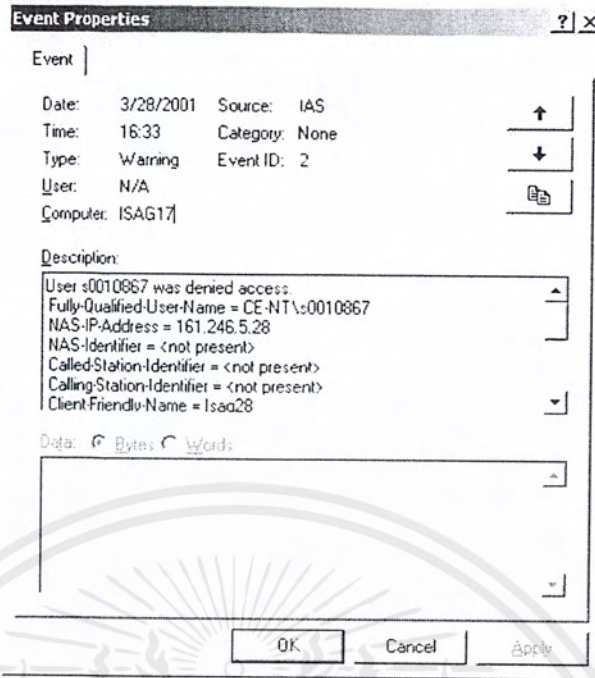 Event Properties
Event
Date: 3/28/2001 Source: IAS
Time: 16:33 Category: None
Type: Warning Event ID: 2
User: N/A
Computer: ISAG17
Description:
User s0010867 was denied access.
Fully-Qualified-User-Name = CE-NT\s0010867
NAS-IP-Address = 161.246.5.28
NAS-Identifier = <not present>
Called-Station-Identifier = <not present>
Calling-Station-Identifier = <not present>
Client-Friendly-Name = Isag28
Data: Bytes Words
OK Cancel Apply